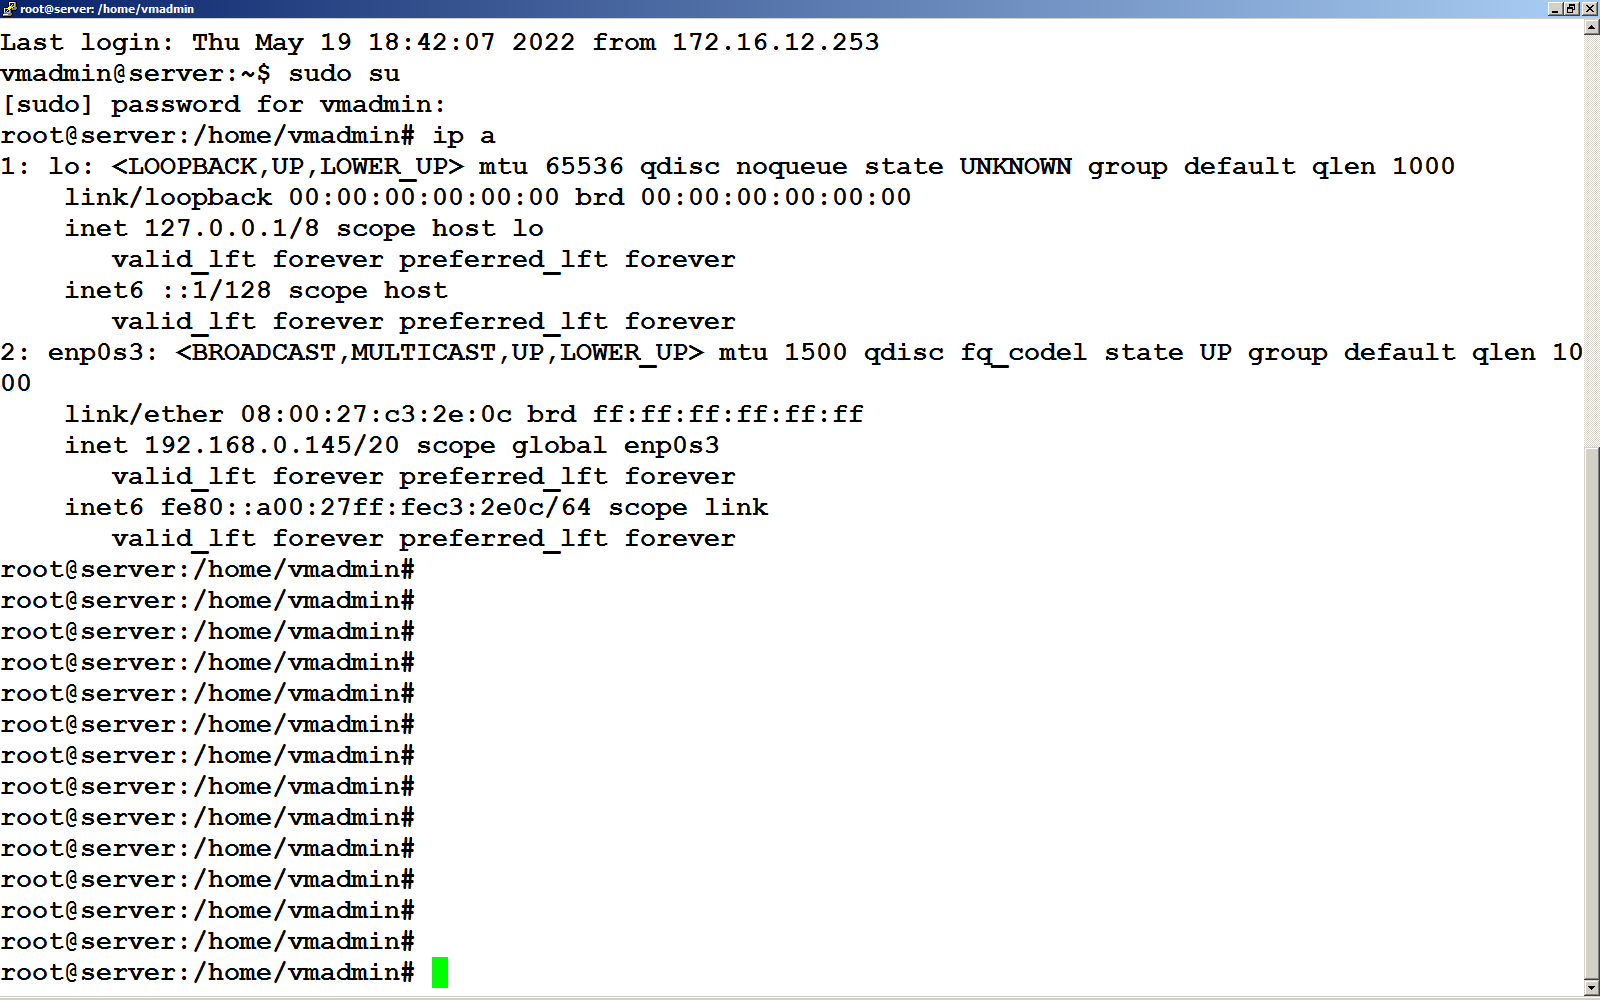 root@server: /home/vmadmin
Last login: Thu May 19 18:42:07 2022 from 172.16.12.253
vmadmin@server:~$ sudo su
[sudo] password for vmadmin:
root@server:/home/vmadmin# ip a
1: lo: <LOOPBACK,UP,LOWER_UP> mtu 65536 qdisc noqueue state UNKNOWN group default qlen 1000
    link/loopback 00:00:00:00:00:00 brd 00:00:00:00:00:00
    inet 127.0.0.1/8 scope host lo
       valid_lft forever preferred_lft forever
    inet6 ::1/128 scope host
       valid_lft forever preferred_lft forever
2: enp0s3: <BROADCAST,MULTICAST,UP,LOWER_UP> mtu 1500 qdisc fq_codel state UP group default qlen 10
00
    link/ether 08:00:27:c3:2e:0c brd ff:ff:ff:ff:ff:ff
    inet 192.168.0.145/20 scope global enp0s3
       valid_lft forever preferred_lft forever
    inet6 fe80::a00:27ff:fec3:2e0c/64 scope link
       valid_lft forever preferred_lft forever
root@server:/home/vmadmin#
root@server:/home/vmadmin#
root@server:/home/vmadmin#
root@server:/home/vmadmin#
root@server:/home/vmadmin#
root@server:/home/vmadmin#
root@server:/home/vmadmin#
root@server:/home/vmadmin#
root@server:/home/vmadmin#
root@server:/home/vmadmin#
root@server:/home/vmadmin#
root@server:/home/vmadmin#
root@server:/home/vmadmin#
root@server:/home/vmadmin#